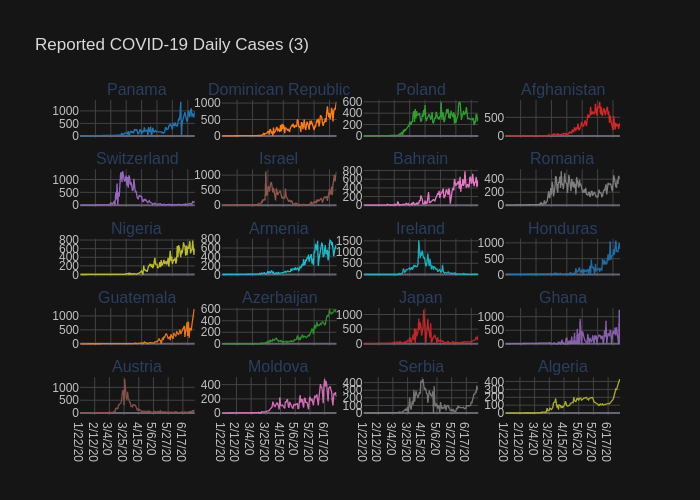 Reported COVID-19 Daily Cases (3)
Panama Dominican Republic Poland Afghanistan
1000 500 0 1000 500 0 600 400 200 0 500 0
Switzerland Israel Bahrain Romania
1000 500 0 1000 500 0 800 600 400 200 0 400 200 0
Nigeria Armenia Ireland Honduras
800 600 400 200 0 800 600 400 200 0 1500 1000 500 0 1000 500 0
Guatemala Azerbaijan Japan Ghana
1000 500 0 600 400 200 0 1000 500 0 1000 500 0
Austria Moldova Serbia Algeria
1000 500 0 400 200 0 400 300 200 100 0 400 300 200 100 0
1/22/20 2/12/20 3/4/20 3/25/20 4/15/20 5/6/20 5/27/20 6/17/20 1/22/20 2/12/20 3/4/20 3/25/20 4/15/20 5/6/20 5/27/20 6/17/20 1/22/20 2/12/20 3/4/20 3/25/20 4/15/20 5/6/20 5/27/20 6/17/20 1/22/20 2/12/20 3/4/20 3/25/20 4/15/20 5/6/20 5/27/20 6/17/20